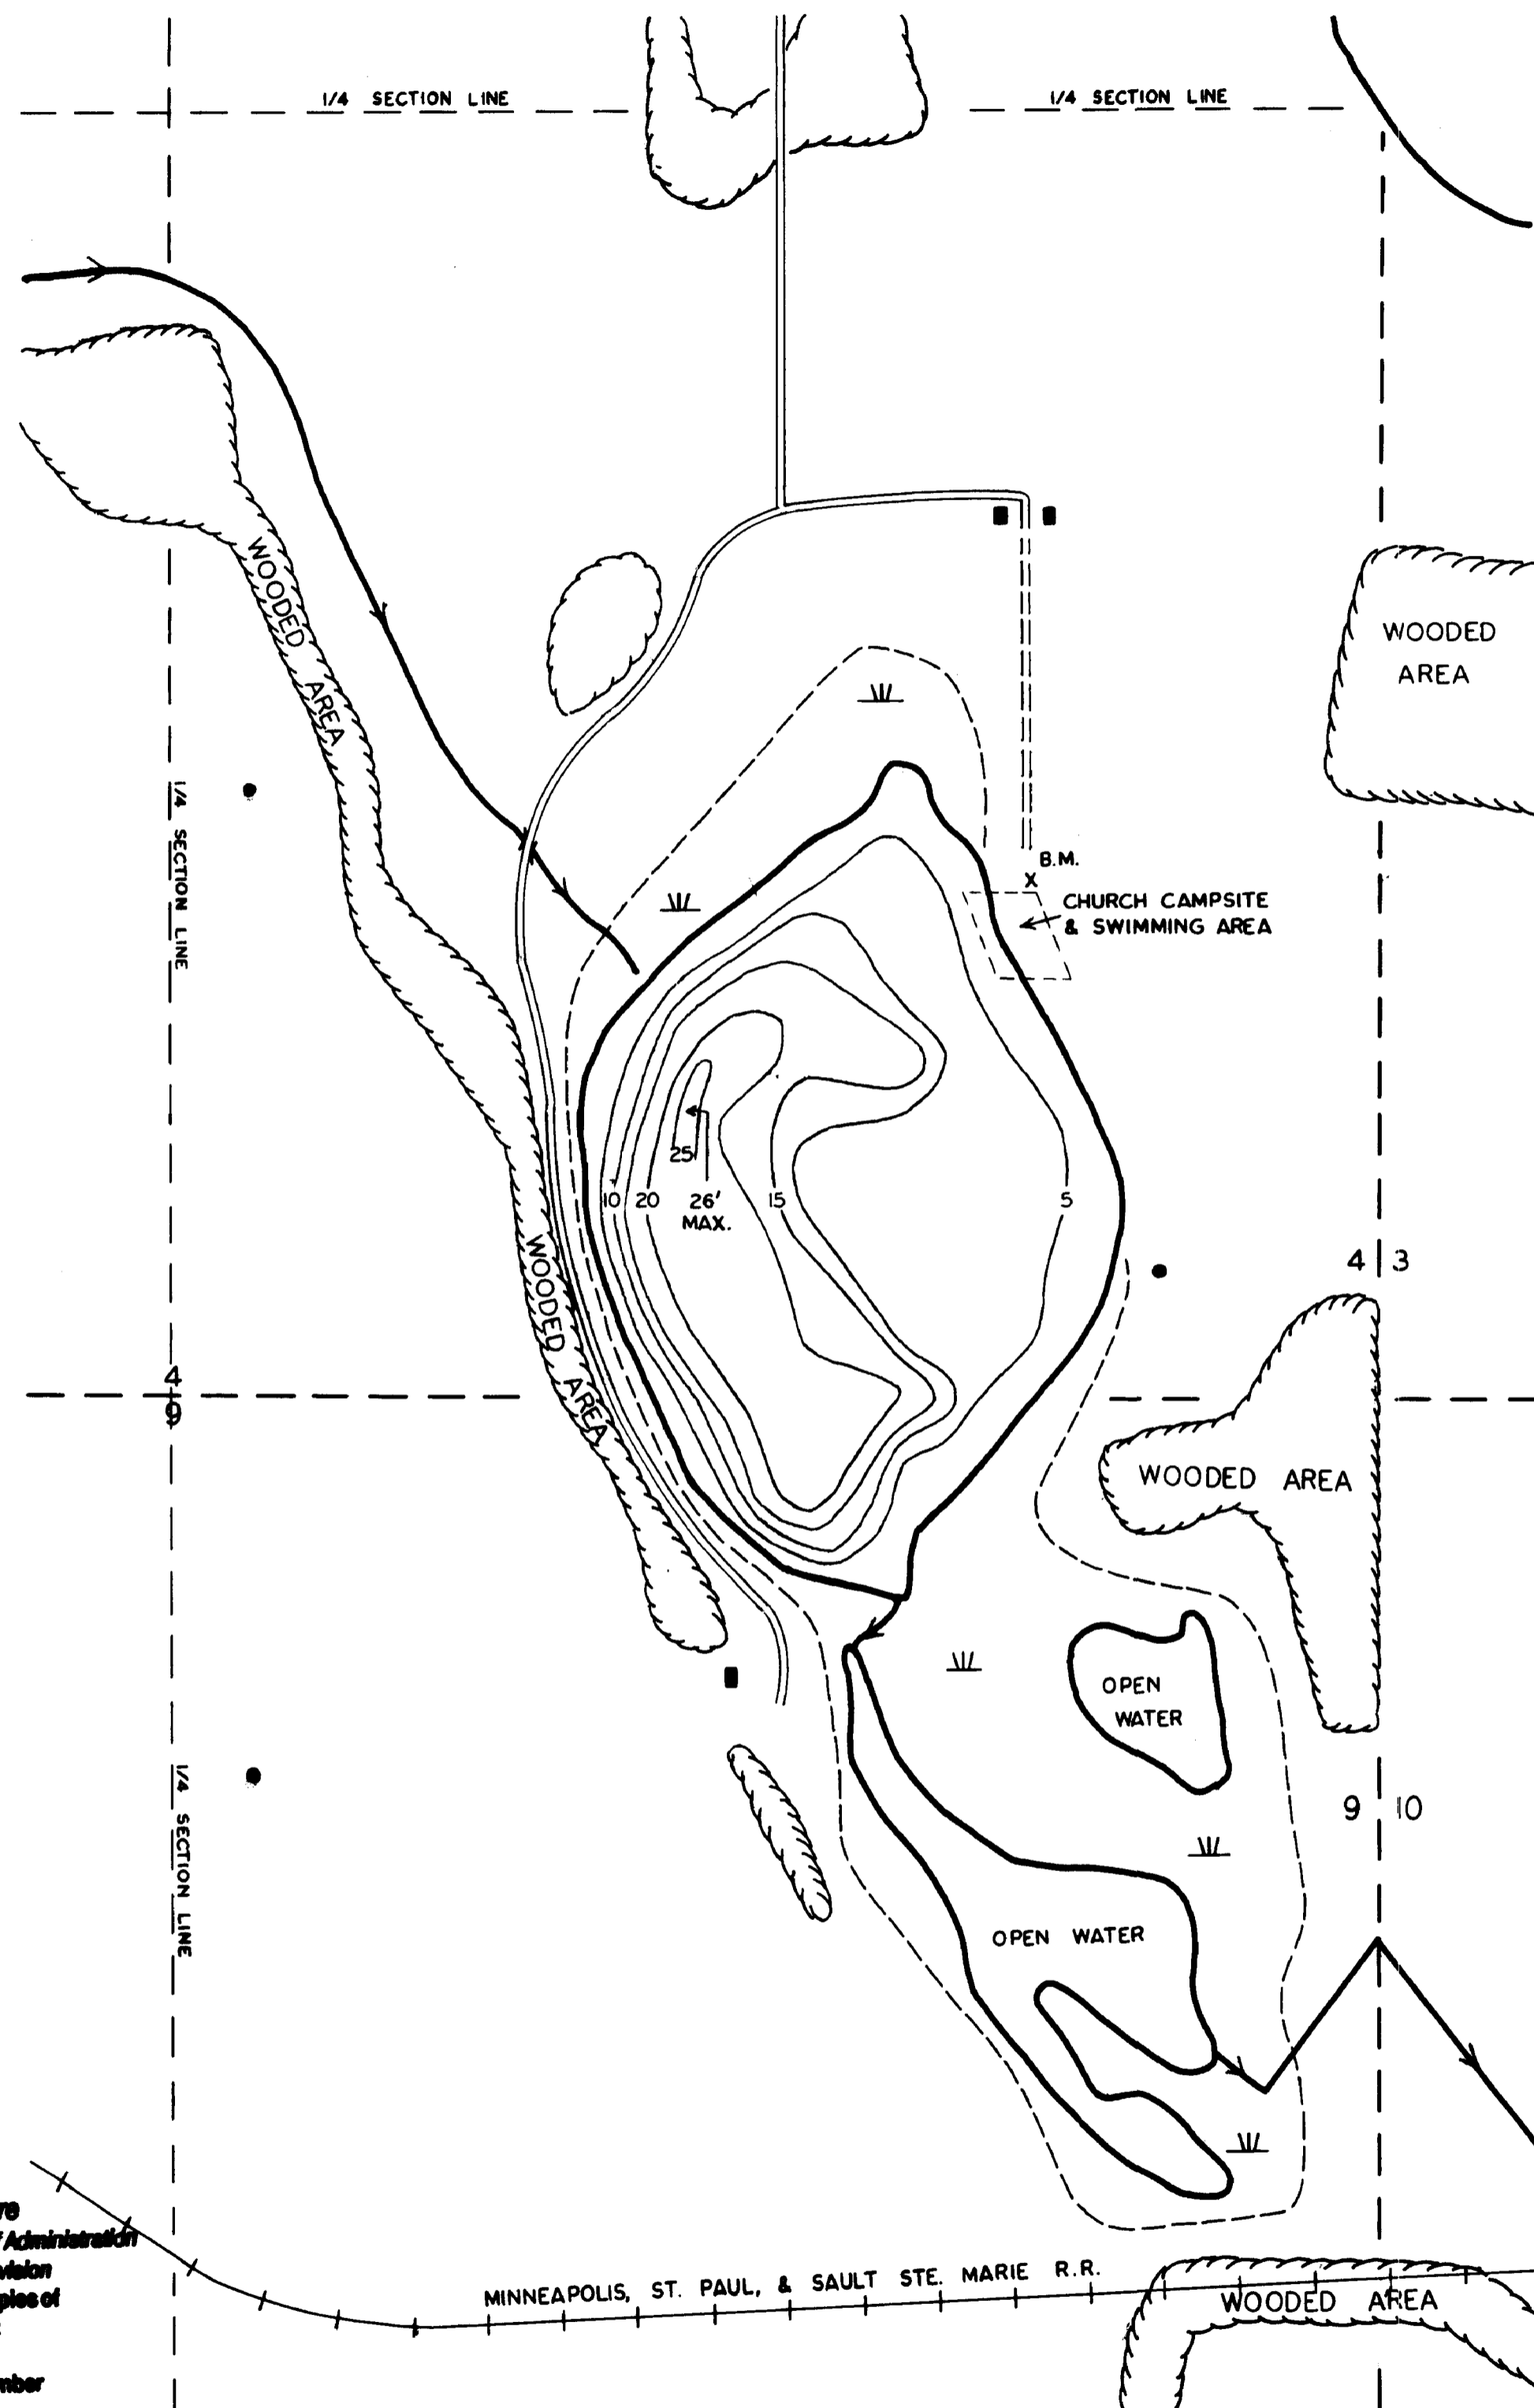 1/4 SECTION LINE
1/4 SECTION LINE
WOODED AREA
WOODED
AREA
1/4 SECTION LINE
B.M.
X
CHURCH CAMPSITE
& SWIMMING AREA
25
10
20
26'
MAX.
15
5
4
3
WOODED AREA
4
9
WOODED AREA
OPEN
WATER
1/4 SECTION LINE
9
10
OPEN WATER
of Administration
MINNEAPOLIS, ST. PAUL, & SAULT STE. MARIE R.R.
WOODED AREA